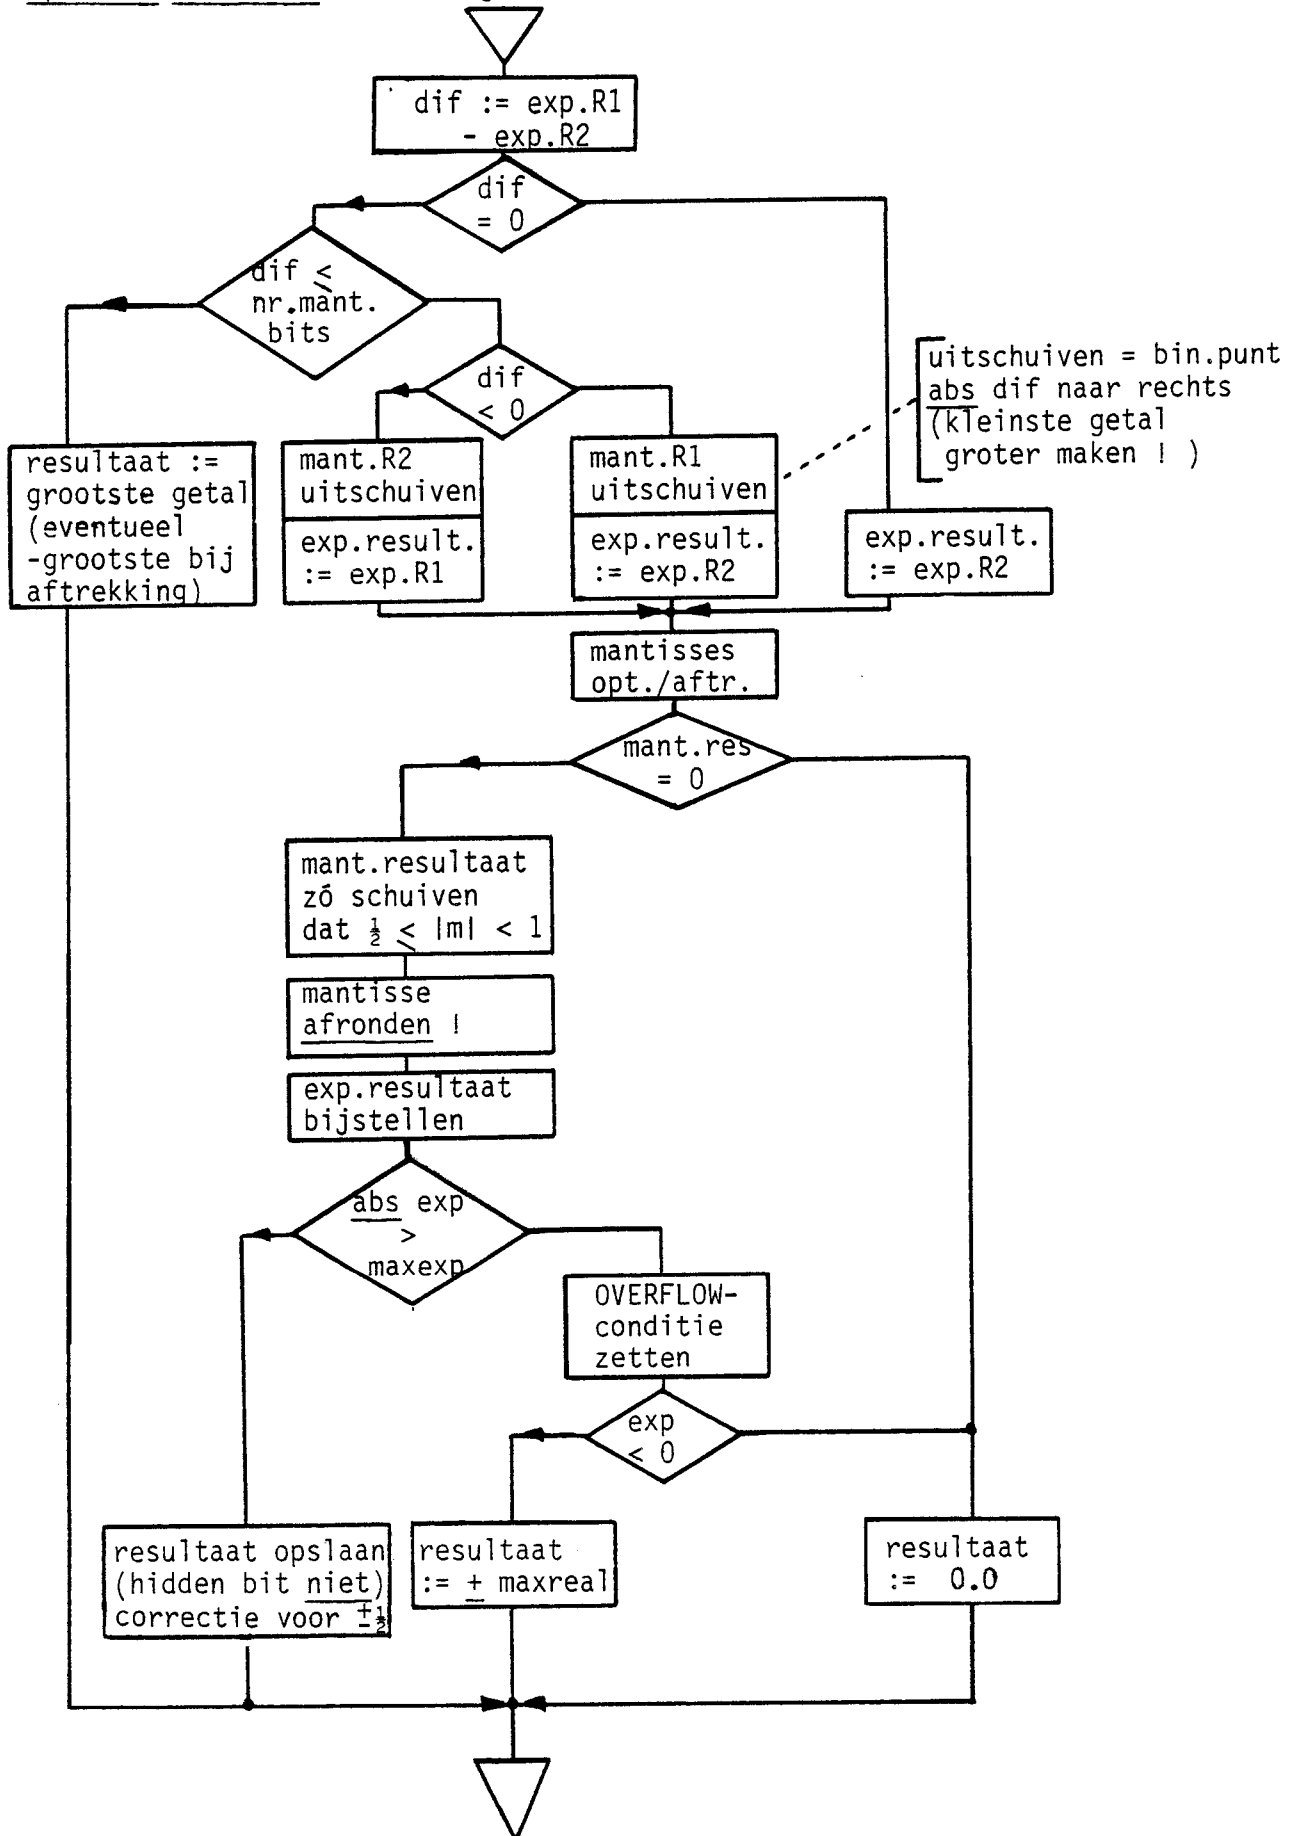 dif := exp.R1
- exp.R2
dif
= 0
dif ≤
nr.mant.
bits
dif
< 0
uitschuiven = bin.punt
abs dif naar rechts
(kleinste getal
groter maken ! )
resultaat :=
grootste getal
(eventueel
-grootste bij
aftrekking)
mant.R2
uitschuiven
exp.result.
:= exp.R1
mant.R1
uitschuiven
exp.result.
:= exp.R2
exp.result.
:= exp.R2
mantisses
opt./aftr.
mant.res
= 0
mant.resultaat
zó schuiven
dat ½ ≤ |m| < 1
mantisse
afronden !
exp.resultaat
bijstellen
abs exp
>
maxexp
OVERFLOW-
conditie
zetten
exp
< 0
resultaat opslaan
(hidden bit niet)
correctie voor ±½
resultaat
:= ± maxreal
resultaat
:= 0.0